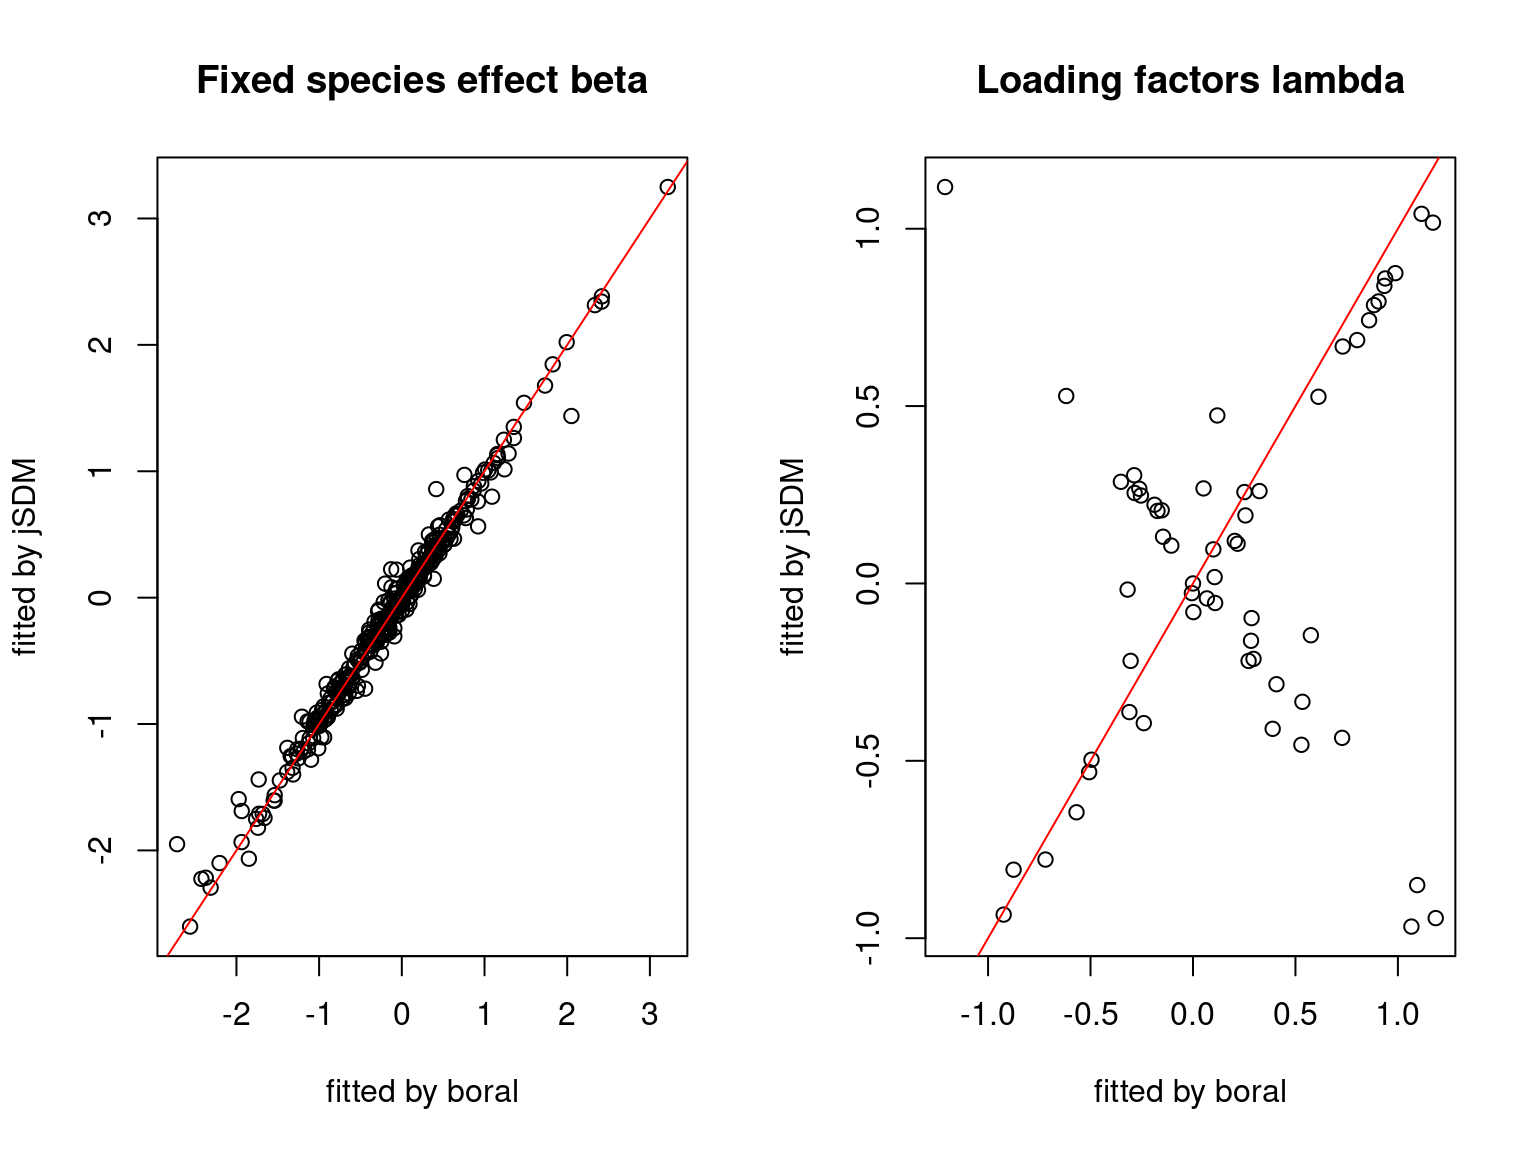 Fixed species effect beta
fitted by jSDM
3
2
1
0
-1
-2
-2 -1 0 1 2 3
fitted by boral
Loading factors lambda
fitted by jSDM
1.0
0.5
0.0
-0.5
-1.0
-1.0 -0.5 0.0 0.5 1.0
fitted by boral